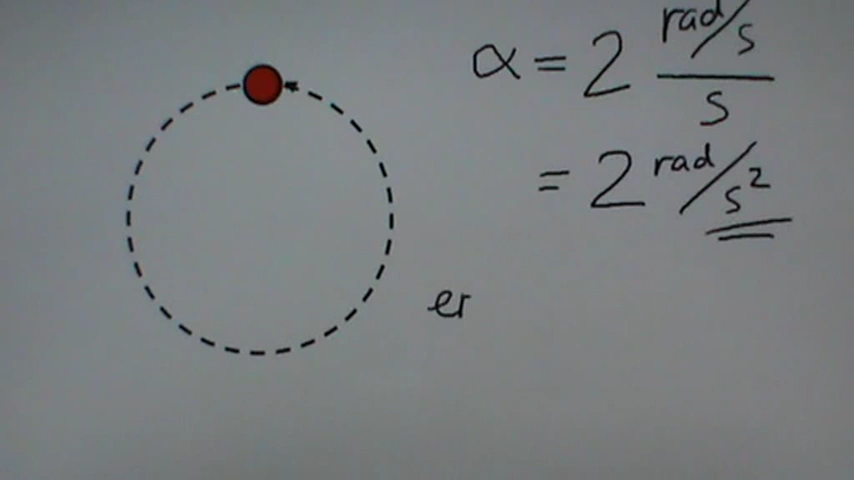 α = 2 rad/s / s
= 2 rad/s²
er